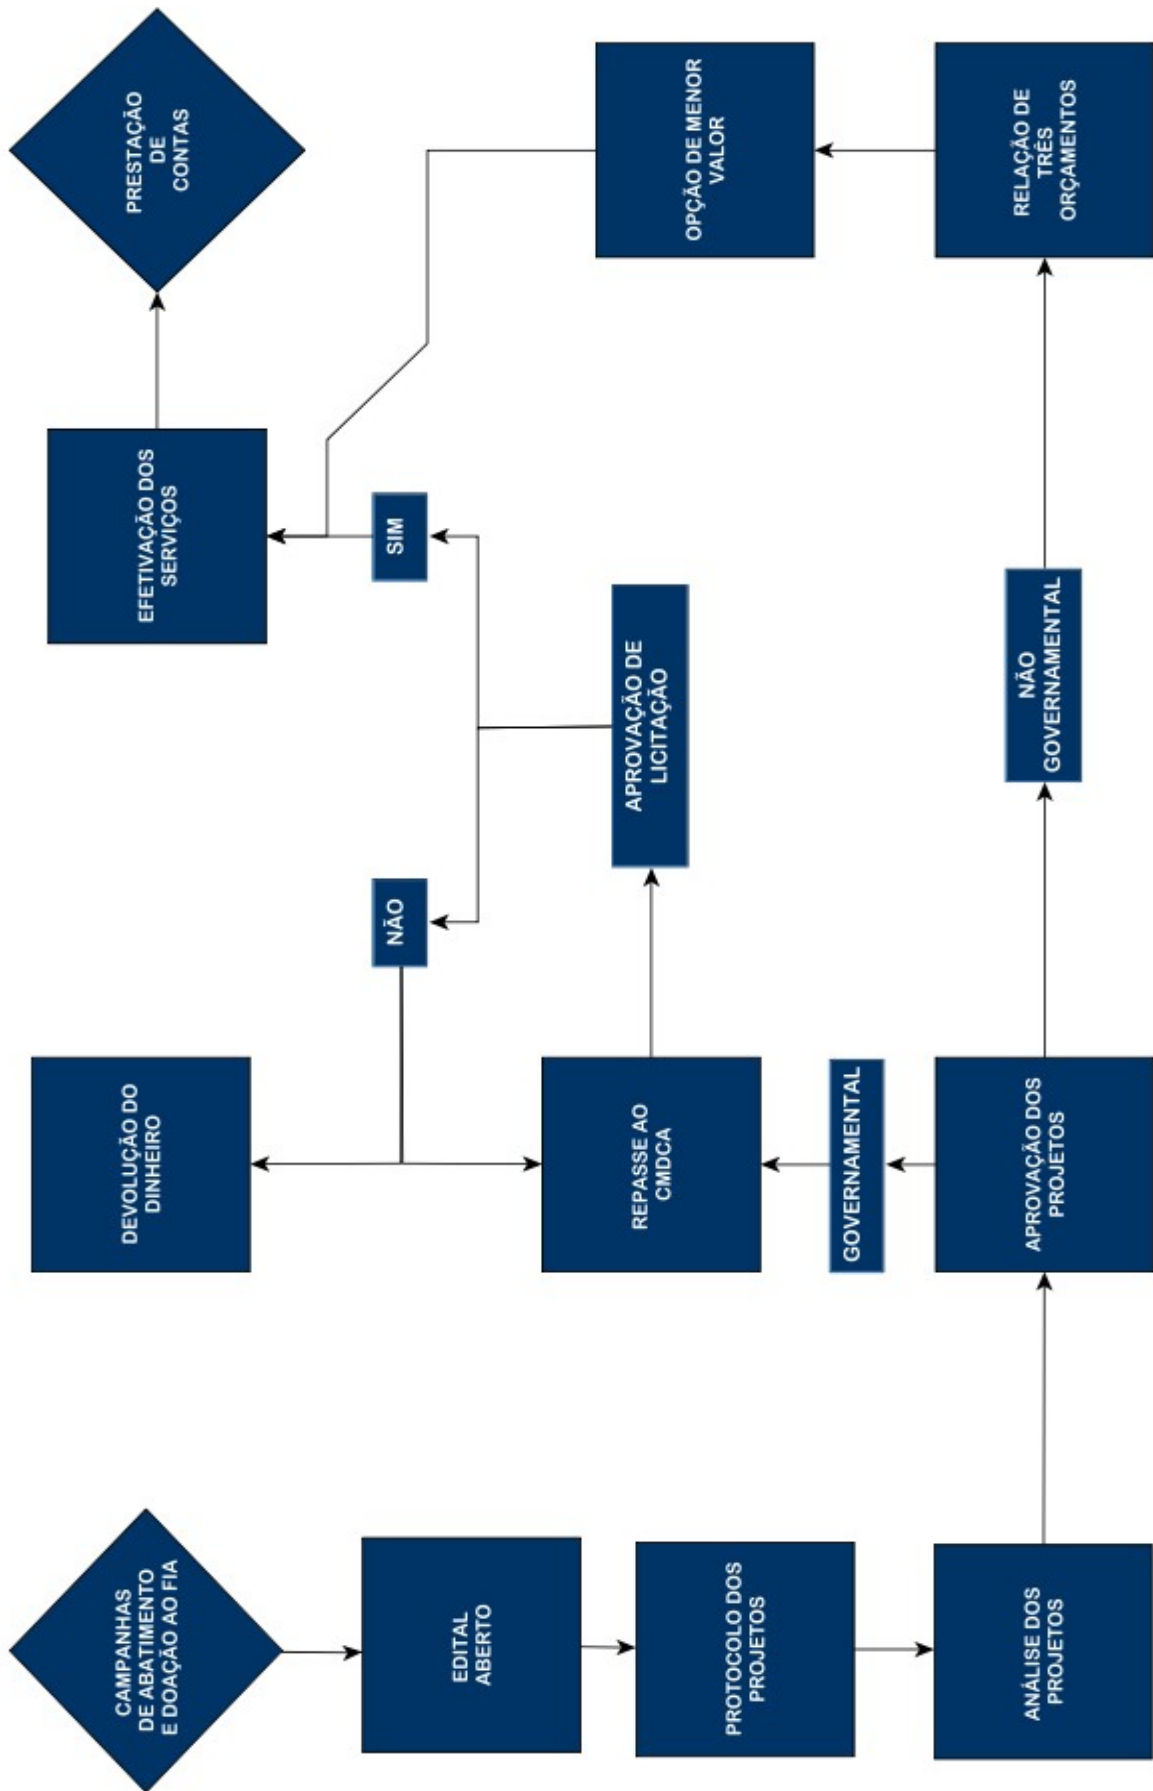 CAMPANHAS
DE ABATIMENTO
E DOAÇÃO AO FIA
EDITAL
ABERTO
PROTOCOLO DOS
PROJETOS
ANÁLISE DOS
PROJETOS
APROVAÇÃO DOS
PROJETOS
GOVERNAMENTAL
REPASSE AO
CMDCA
DEVOLUÇÃO DO
DINHEIRO
NÃO
APROVAÇÃO DE
LICITAÇÃO
SIM
EFETIVAÇÃO DOS
SERVIÇOS
NÃO
GOVERNAMENTAL
RELAÇÃO DE
TRÊS
ORÇAMENTOS
OPÇÃO DE MENOR
VALOR
PRESTAÇÃO
DE
CONTAS